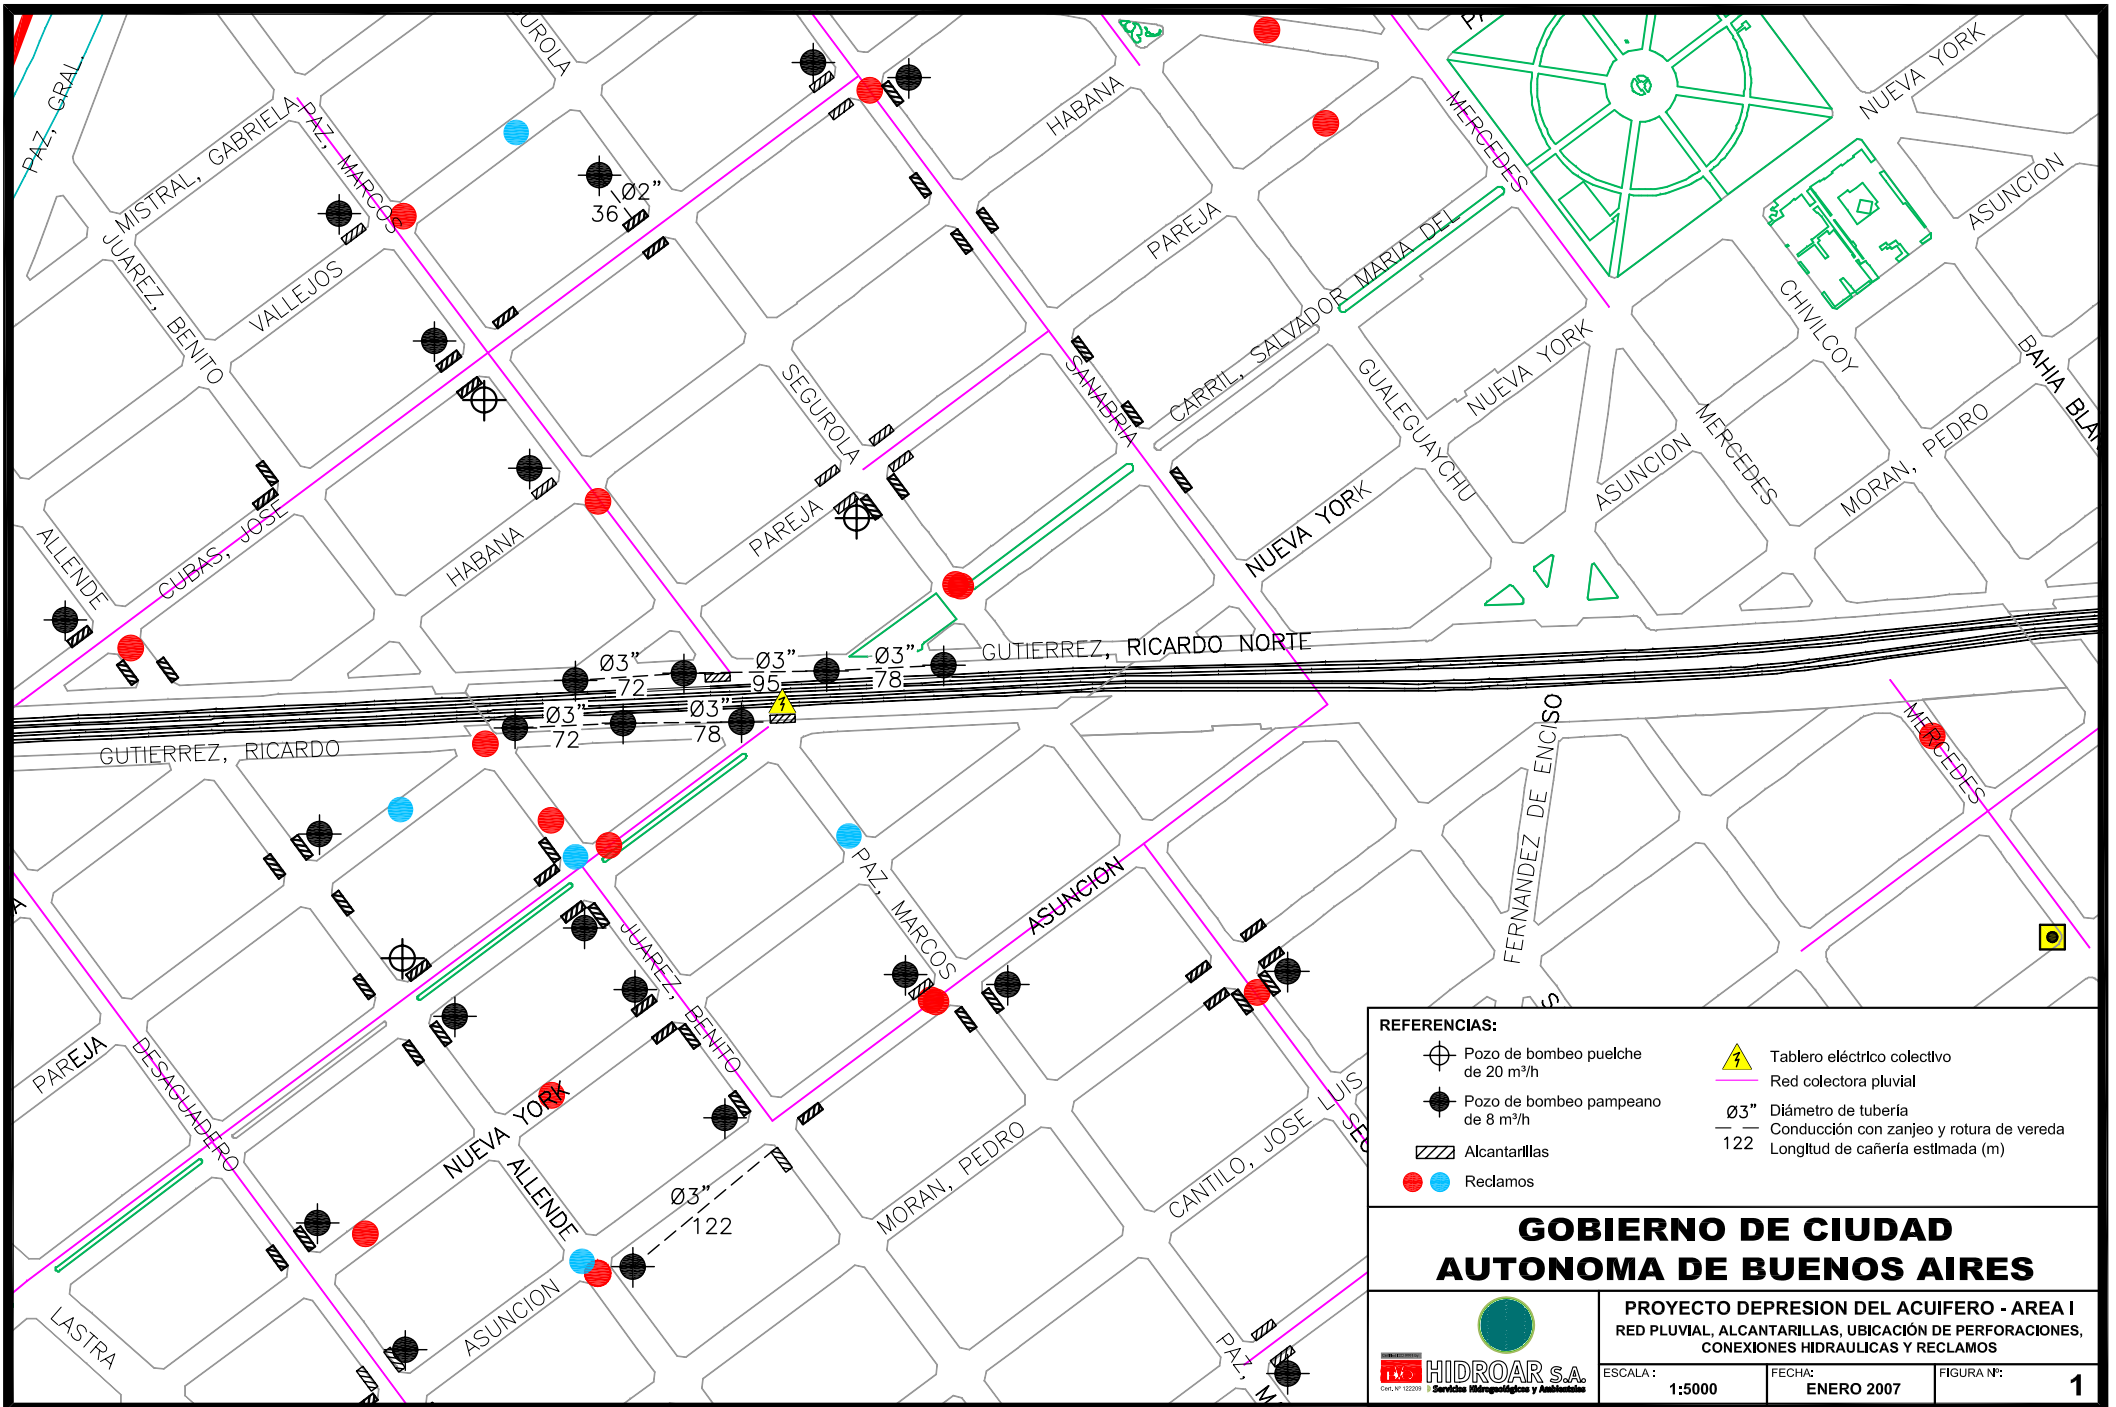 PAZ, GRAL.
MISTRAL, GABRIELA
PAZ, MARCOS
UROLA
JUAREZ, BENITO
VALLEJOS
Ø2"
36
HABANA
PAREJA
MERCEDES
NUEVA YORK
ASUNCION
CARRIL, SALVADOR MARIA DEL
CHIVILCOY
BAHIA BLA
SEGUROLA
SANABRIA
GUALEGUAYCHU
NUEVA YORK
MERCEDES
ASUNCION
MORAN, PEDRO
ALLENDE
CUBAS, JOSE
HABANA
PAREJA
NUEVA YORK
GUTIERREZ, RICARDO NORTE
Ø3"
72
Ø3"
95
Ø3"
78
Ø3"
72
Ø3"
78
GUTIERREZ, RICARDO
FERNANDEZ DE ENCISO
MERCEDES
PAZ, MARCOS
ASUNCION
JUAREZ, BENITO
PAREJA
DESAGUADERO
NUEVA YORK
ALLENDE
Ø3"
122
MORAN, PEDRO
CANTILO, JOSE LUIS
SEG
ASUNCION
LASTRA
PAZ, M
REFERENCIAS:
Pozo de bombeo puelche
de 20 m³/h
Pozo de bombeo pampeano
de 8 m³/h
Alcantarillas
Reclamos
Tablero eléctrico colectivo
Red colectora pluvial
Ø3" Diámetro de tubería
Conducción con zanjeo y rotura de vereda
122 Longitud de cañería estimada (m)
GOBIERNO DE CIUDAD
AUTONOMA DE BUENOS AIRES
HIDROAR S.A.
Servicios Hidrogeológicos y Ambientales
Cert. Nº 122209
PROYECTO DEPRESION DEL ACUIFERO - AREA I
RED PLUVIAL, ALCANTARILLAS, UBICACIÓN DE PERFORACIONES,
CONEXIONES HIDRAULICAS Y RECLAMOS
ESCALA :
1:5000
FECHA:
ENERO 2007
FIGURA Nº:
1